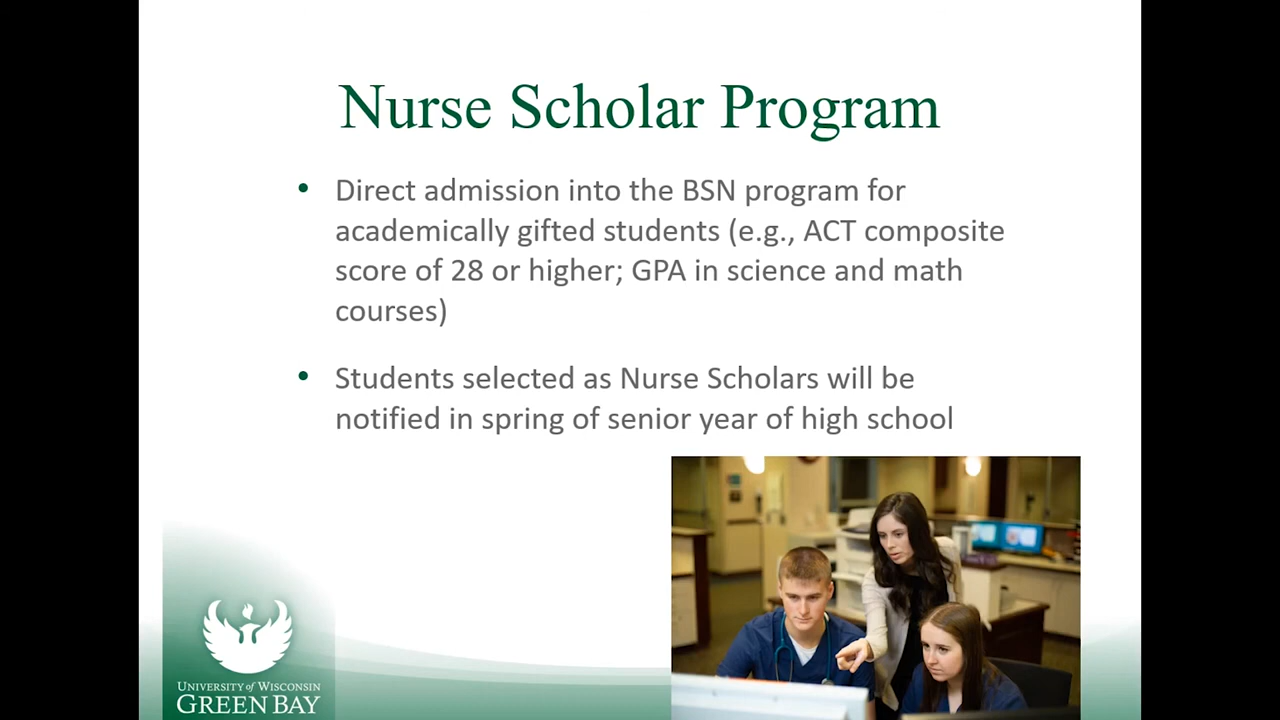 Nurse Scholar Program
• Direct admission into the BSN program for
academically gifted students (e.g., ACT composite
score of 28 or higher; GPA in science and math
courses)
• Students selected as Nurse Scholars will be
notified in spring of senior year of high school
UNIVERSITY of WISCONSIN
GREEN BAY